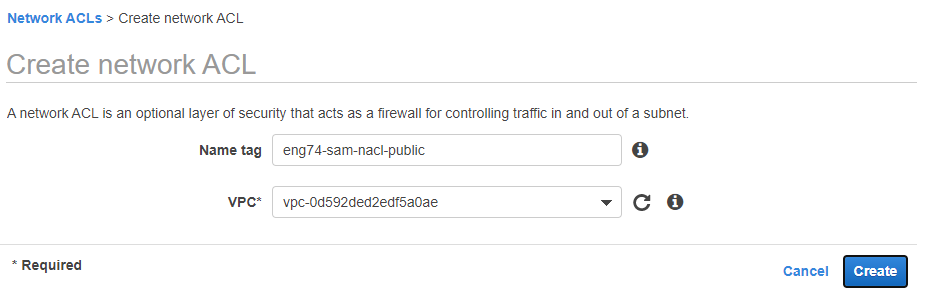 Network ACLs > Create network ACL
Create network ACL
A network ACL is an optional layer of security that acts as a firewall for controlling traffic in and out of a subnet.
Name tag eng74-sam-nacl-public
VPC* vpc-0d592ded2edf5a0ae
* Required
Cancel Create